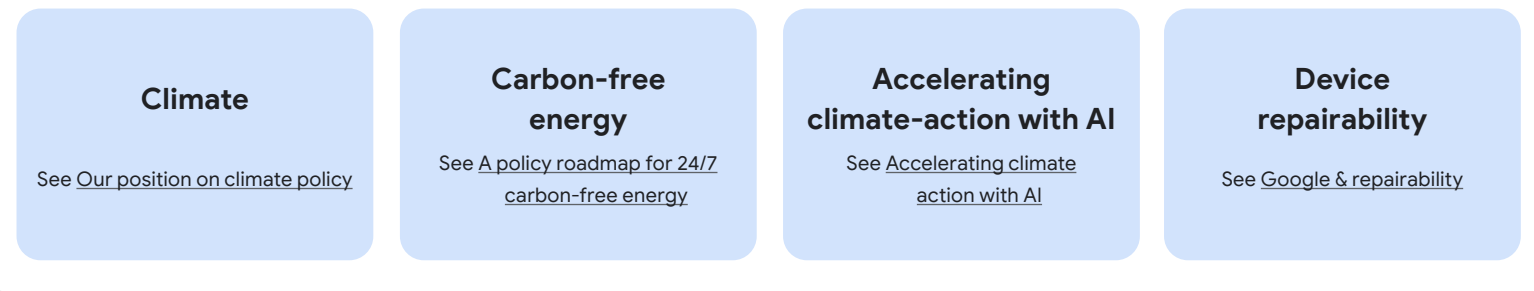 Climate
See Our position on climate policy
Carbon-free
energy
See A policy roadmap for 24/7
carbon-free energy
Accelerating
climate-action with AI
See Accelerating climate
action with AI
Device
repairability
See Google & repairability